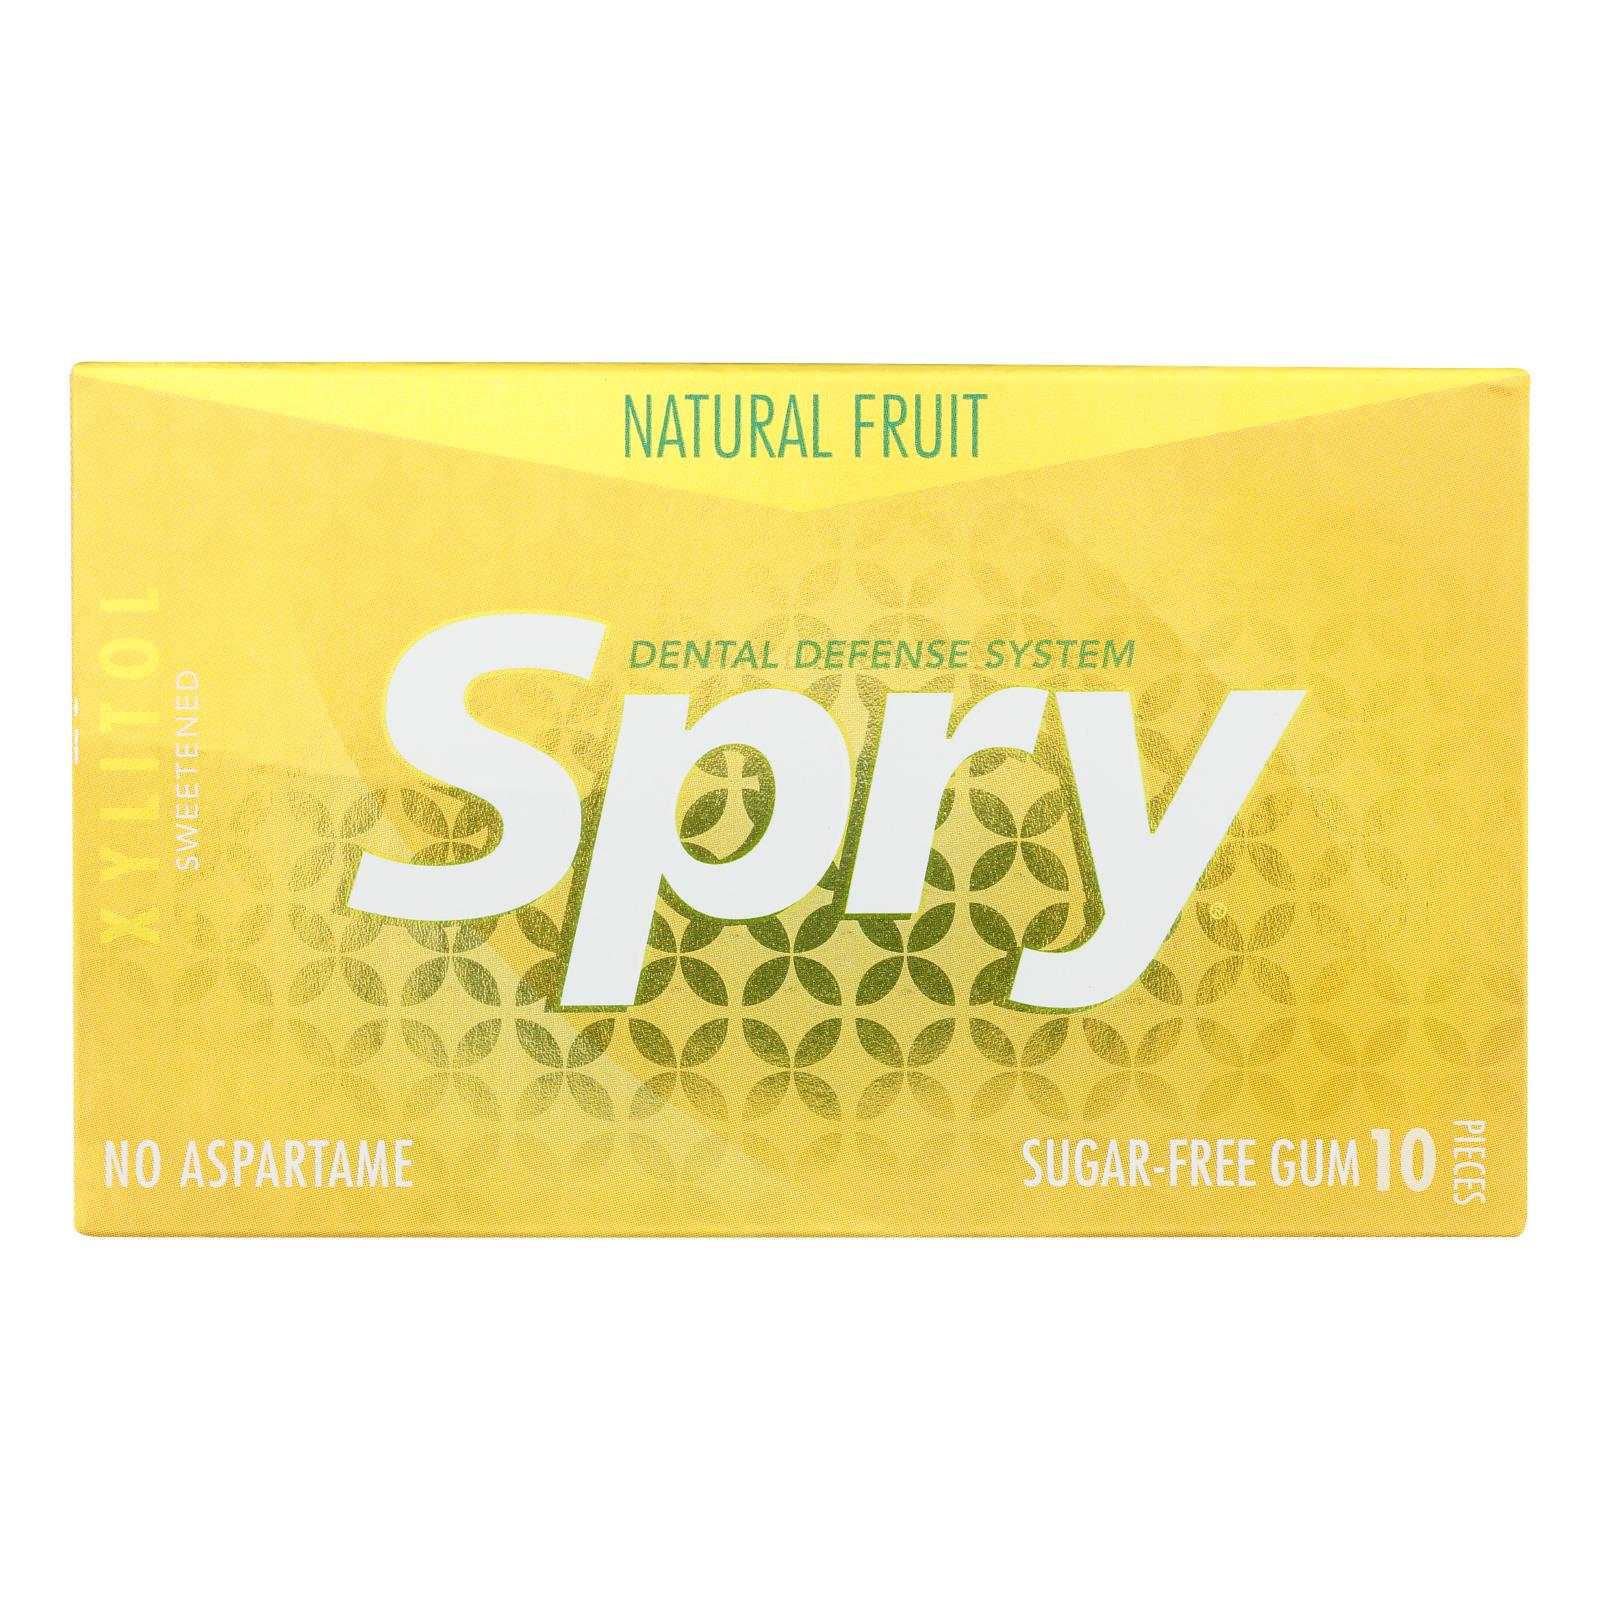 NATURAL FRUIT
DENTAL DEFENSE SYSTEM
Spry®
XYLITOL
SWEETENED
NO ASPARTAME
SUGAR-FREE GUM 10 PIECES